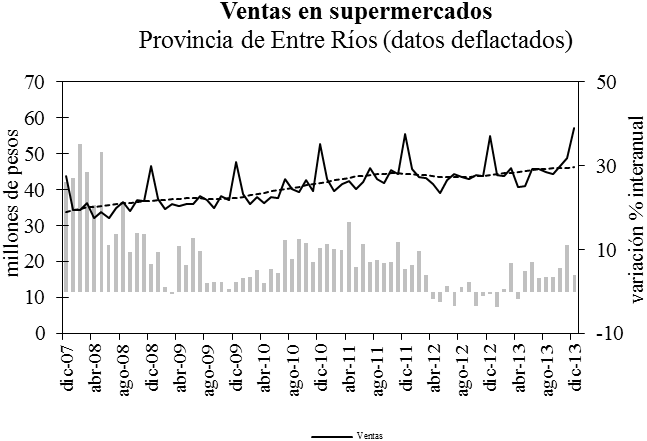 Ventas en supermercados
Provincia de Entre Ríos (datos deflactados)
70
60
50
40
30
20
10
0
millones de pesos
50
30
10
-10
variación % interanual
dic-07
abr-08
ago-08
dic-08
abr-09
ago-09
dic-09
abr-10
ago-10
dic-10
abr-11
ago-11
dic-11
abr-12
ago-12
dic-12
abr-13
ago-13
dic-13
Ventas